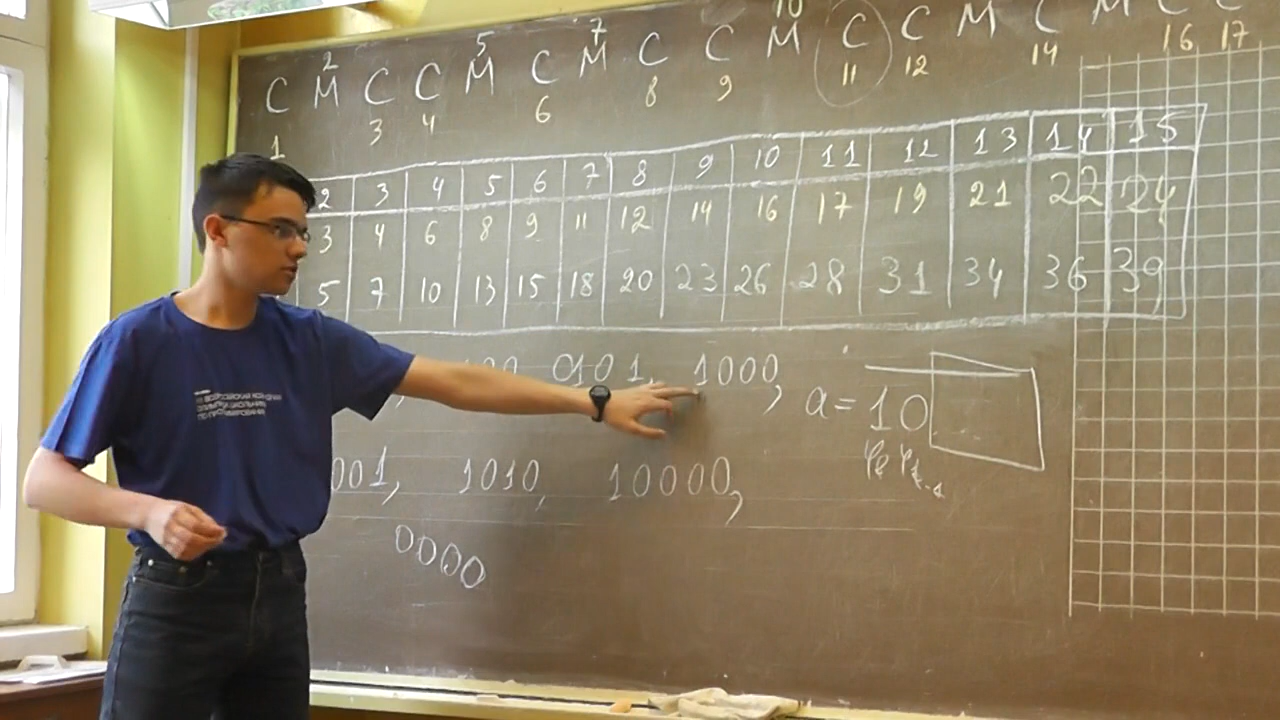 10
2 5 7
С М С С М С М С С М С С М С М С С
1 3 4 6 8 9 11 12 14 16 17
2 3 4 5 6 7 8 9 10 11 12 13 14 15
3 4 6 8 9 11 12 14 16 17 19 21 22 24
5 7 10 13 15 18 20 23 26 28 31 34 36 39
0101, 1000, a = 10
φk φk-1
001, 1010, 10000,
0000